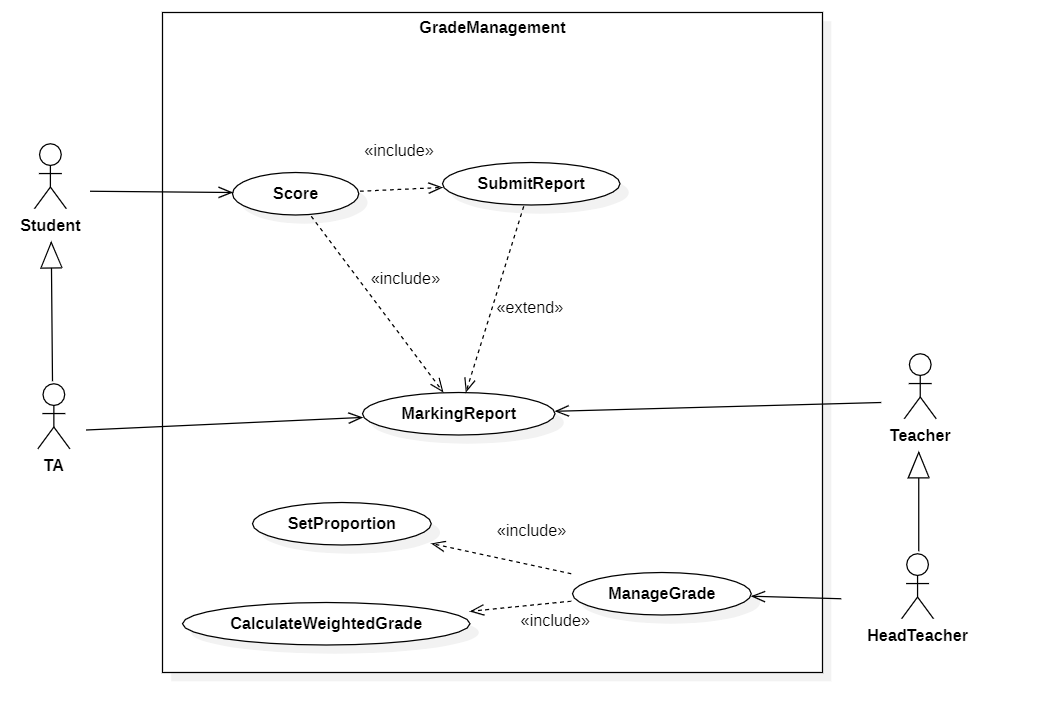 GradeManagement
«include»
Score
SubmitReport
Student
«include»
«extend»
MarkingReport
Teacher
TA
SetProportion
«include»
ManageGrade
«include»
CalculateWeightedGrade
HeadTeacher